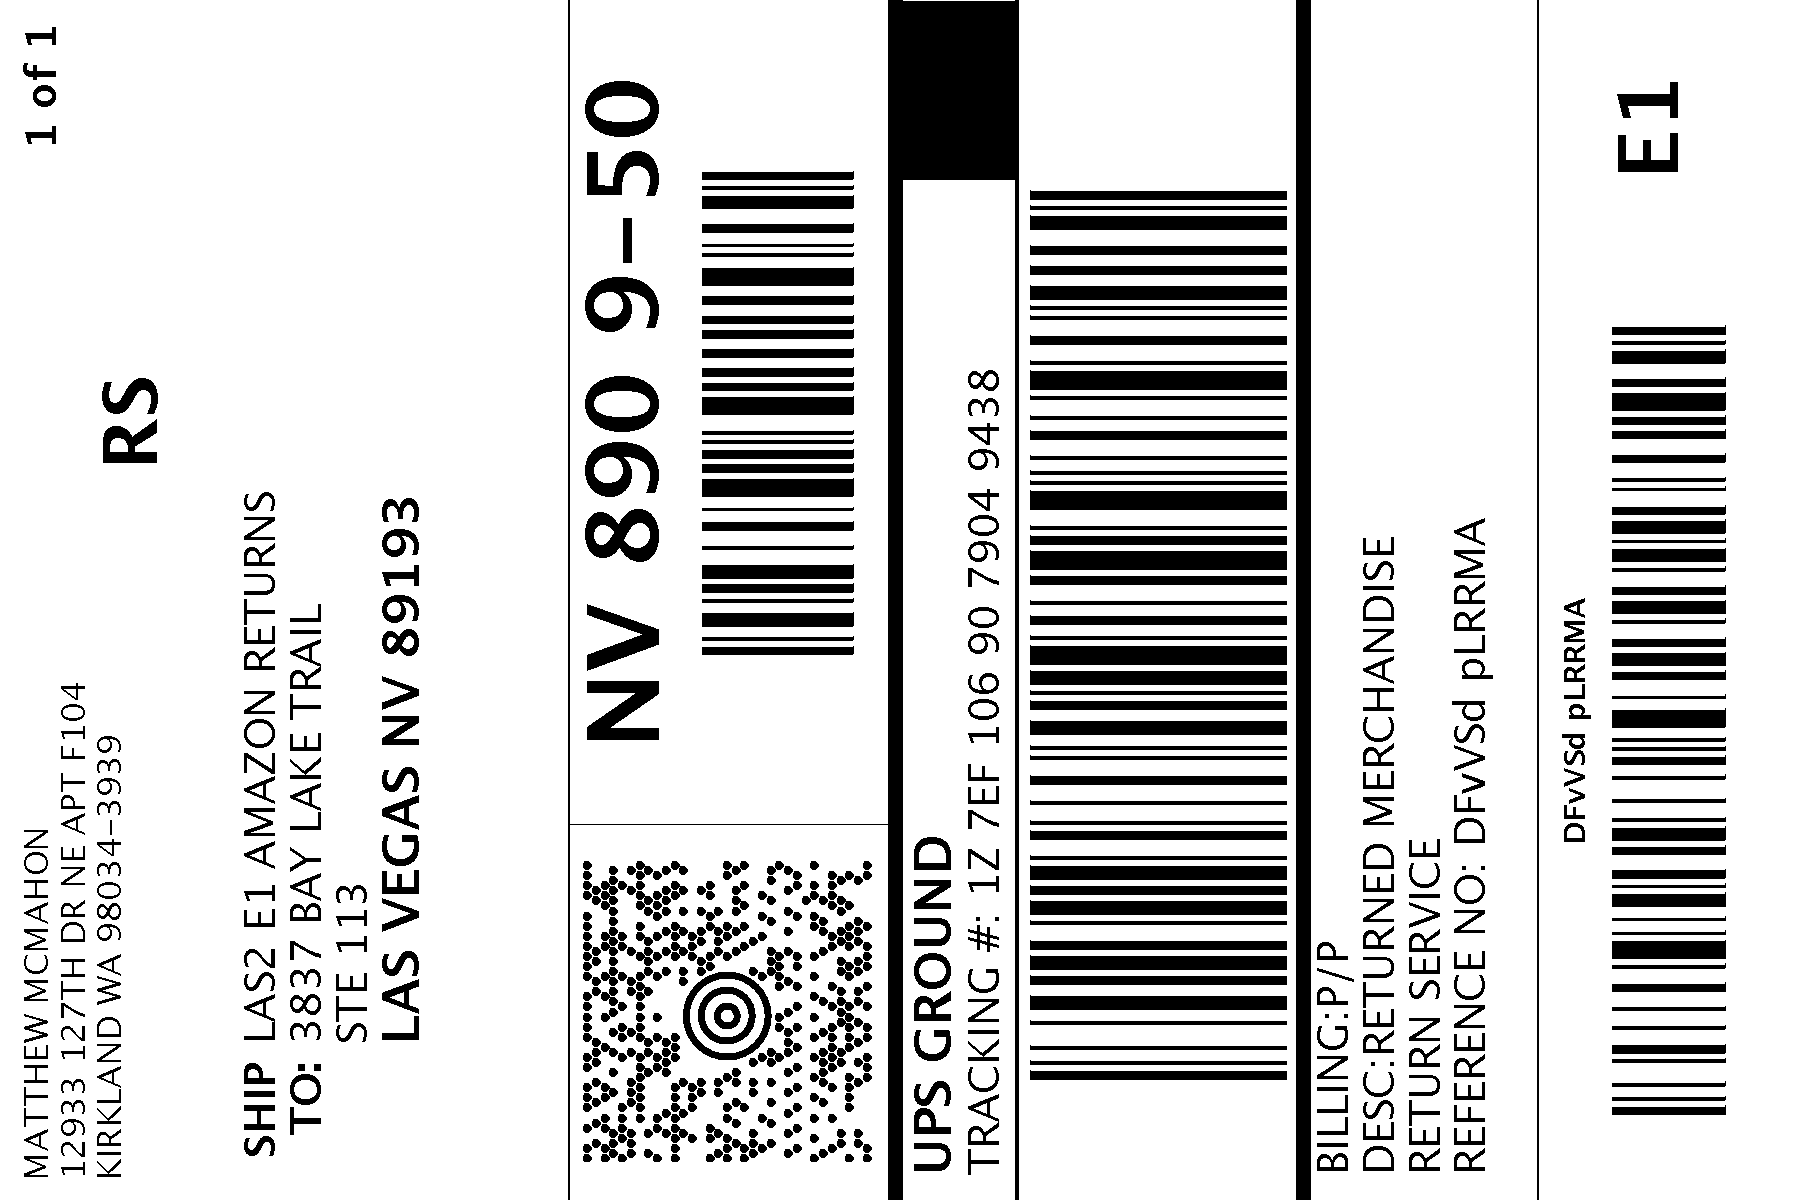 MATTHEW MCMAHON
12933 127TH DR NE APT F104
KIRKLAND WA 98034-3939
1 of 1
RS
SHIP LAS2 E1 AMAZON RETURNS
TO: 3837 BAY LAKE TRAIL
STE 113
LAS VEGAS NV 89193
NV 890 9-50
UPS GROUND
TRACKING #: 1Z 7EF 106 90 7904 9438
BILLING:P/P
DESC:RETURNED MERCHANDISE
RETURN SERVICE
REFERENCE NO: DFvVSd pLRRMA
DFvVSd pLRRMA
E1